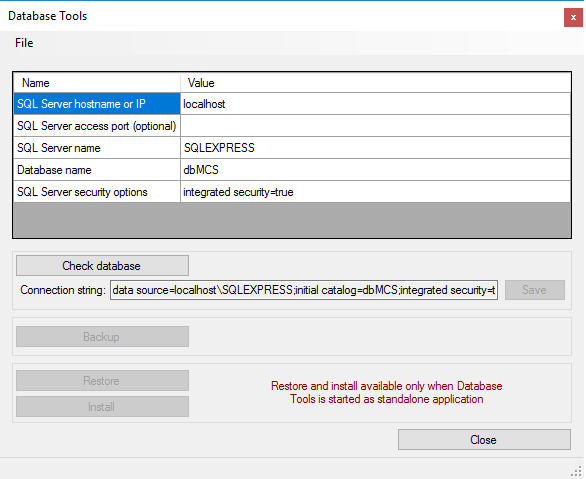 Database Tools
x
File
Name Value
SQL Server hostname or IP localhost
SQL Server access port (optional)
SQL Server name SQLEXPRESS
Database name dbMCS
SQL Server security options integrated security=true
Check database
Connection string: data source=localhost\SQLEXPRESS;initial catalog=dbMCS;integrated security=t Save
Backup
Restore
Install
Restore and install available only when Database
Tools is started as standalone application
Close